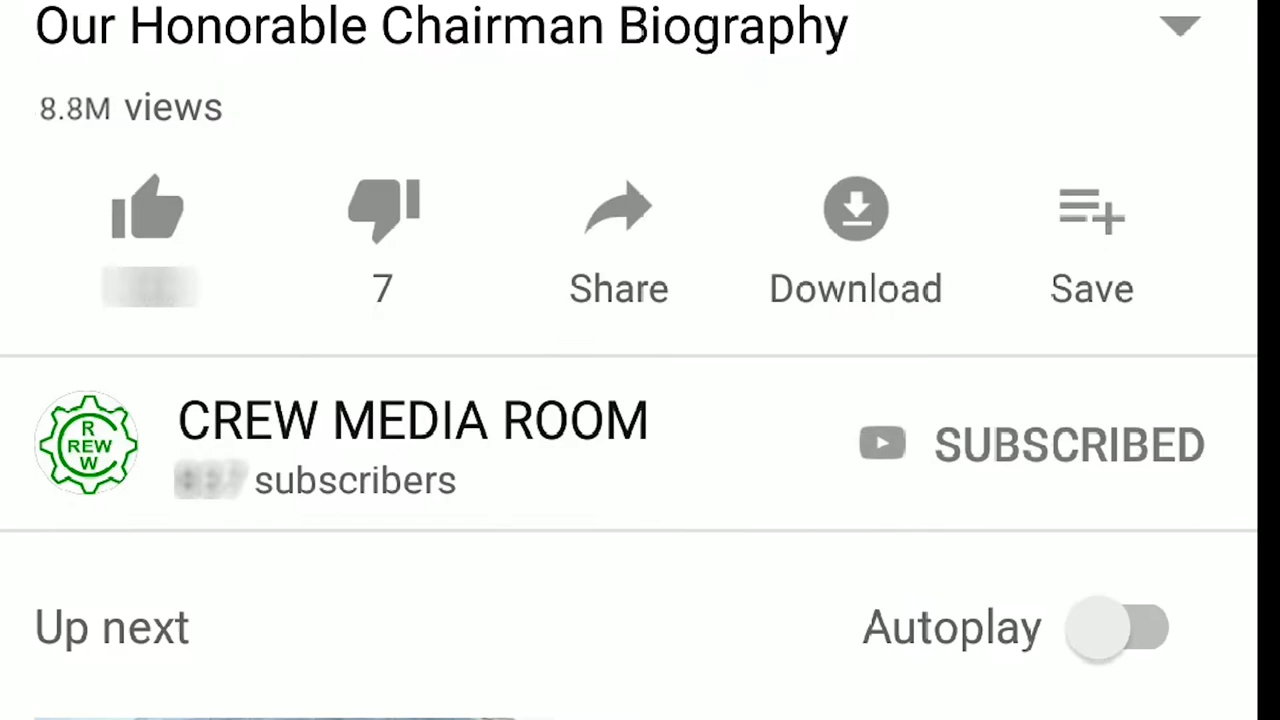 Our Honorable Chairman Biography
8.8M views
7
Share
Download
Save
R
REW
W
CREW MEDIA ROOM
subscribers
SUBSCRIBED
Up next
Autoplay